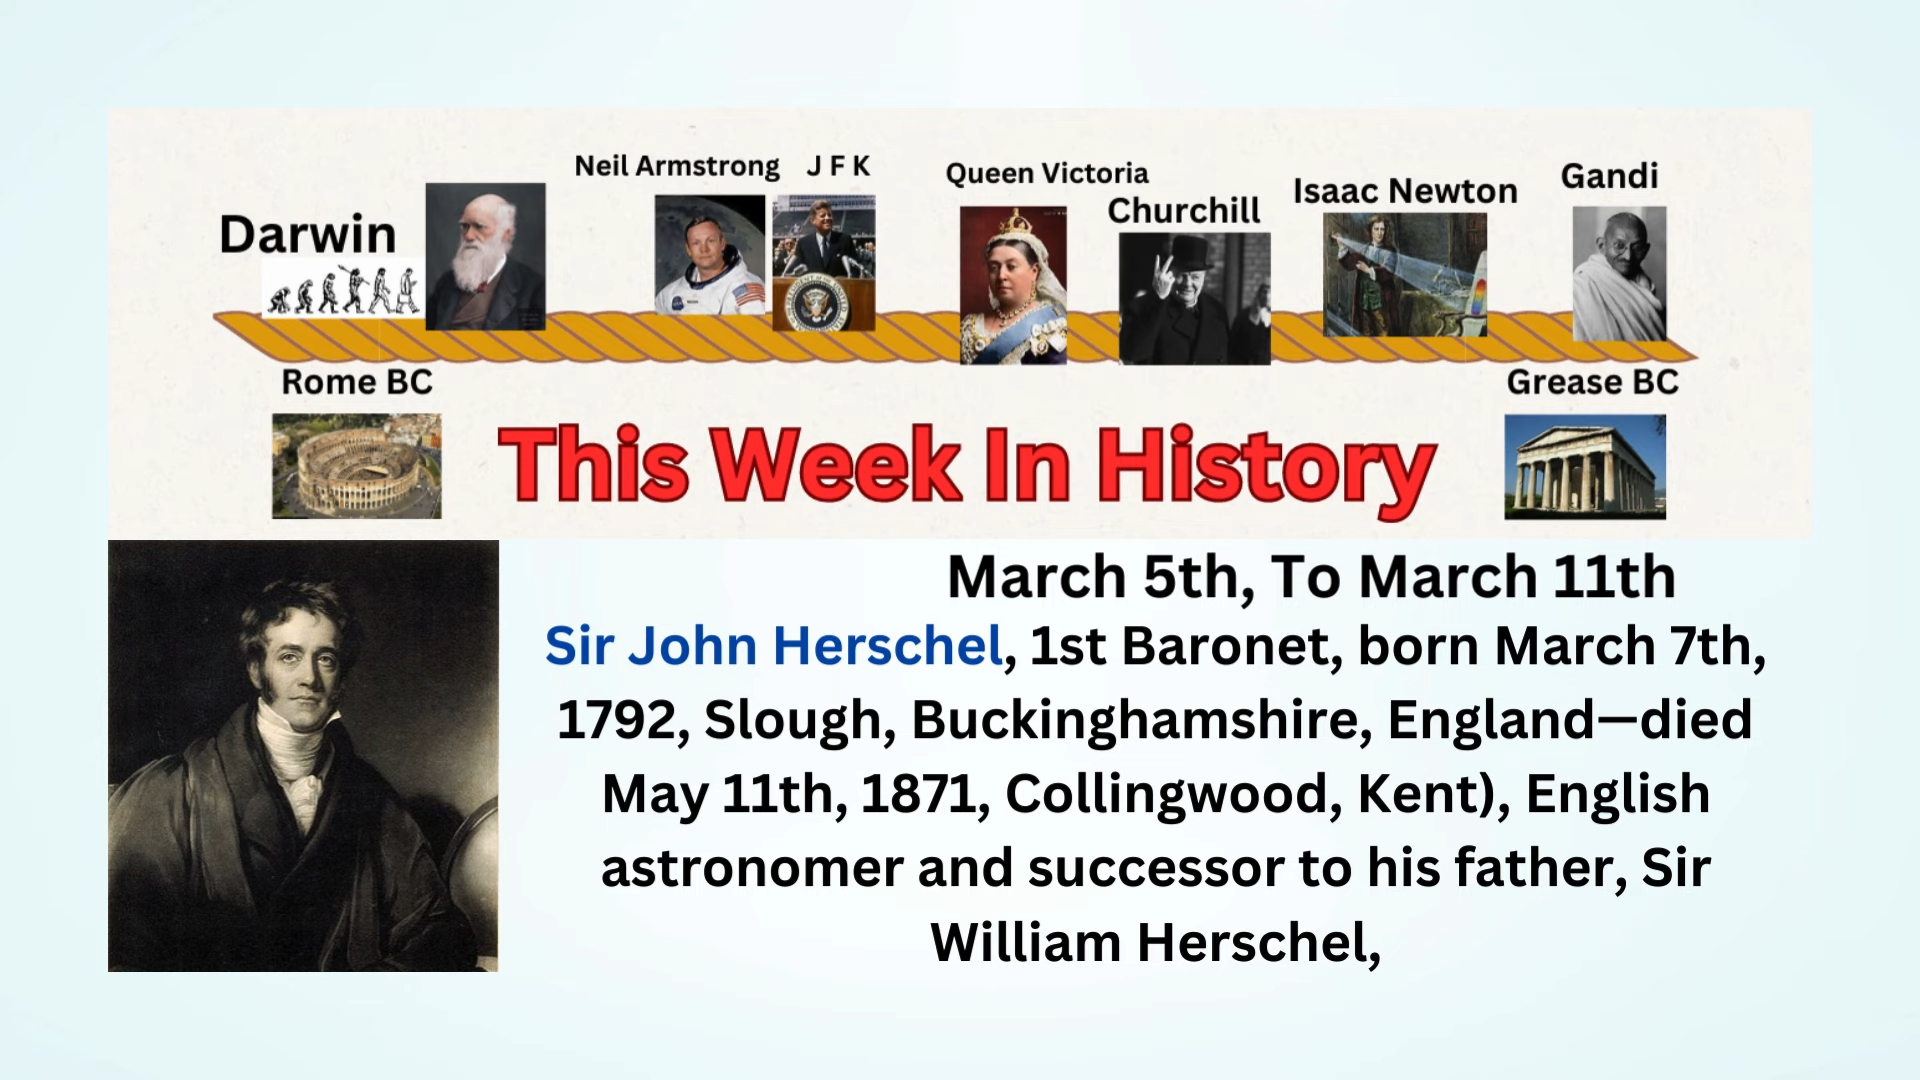 Neil Armstrong
J F K
Queen Victoria
Gandi
Isaac Newton
Churchill
Darwin
Rome BC
Grease BC
This Week In History
March 5th, To March 11th
Sir John Herschel, 1st Baronet, born March 7th,
1792, Slough, Buckinghamshire, England—died
May 11th, 1871, Collingwood, Kent), English
astronomer and successor to his father, Sir
William Herschel,